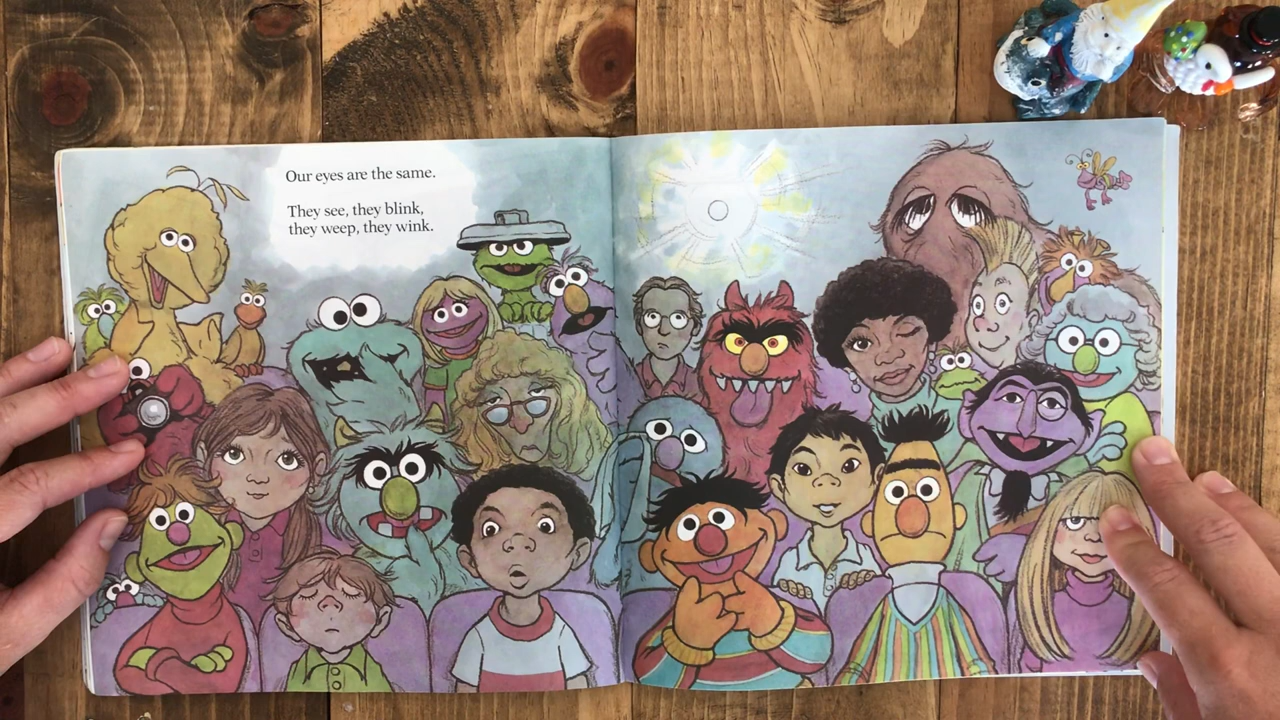 Our eyes are the same.
They see, they blink,
they weep, they wink.